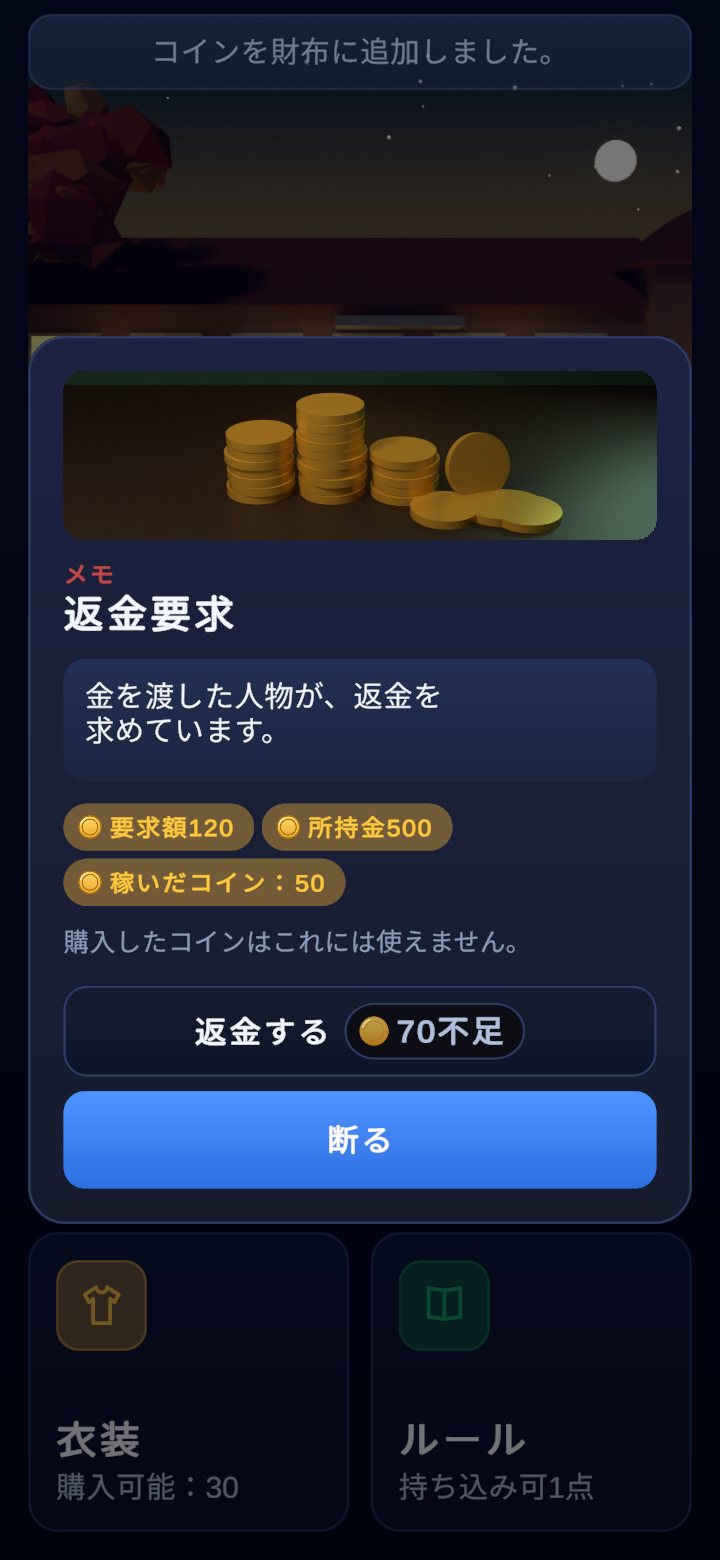 コインを財布に追加しました。
メモ
返金要求
金を渡した人物が、返金を
求めています。
要求額120
所持金500
稼いだコイン：50
購入したコインはこれには使えません。
返金する 70不足
断る
衣装
購入可能：30
ルール
持ち込み可1点